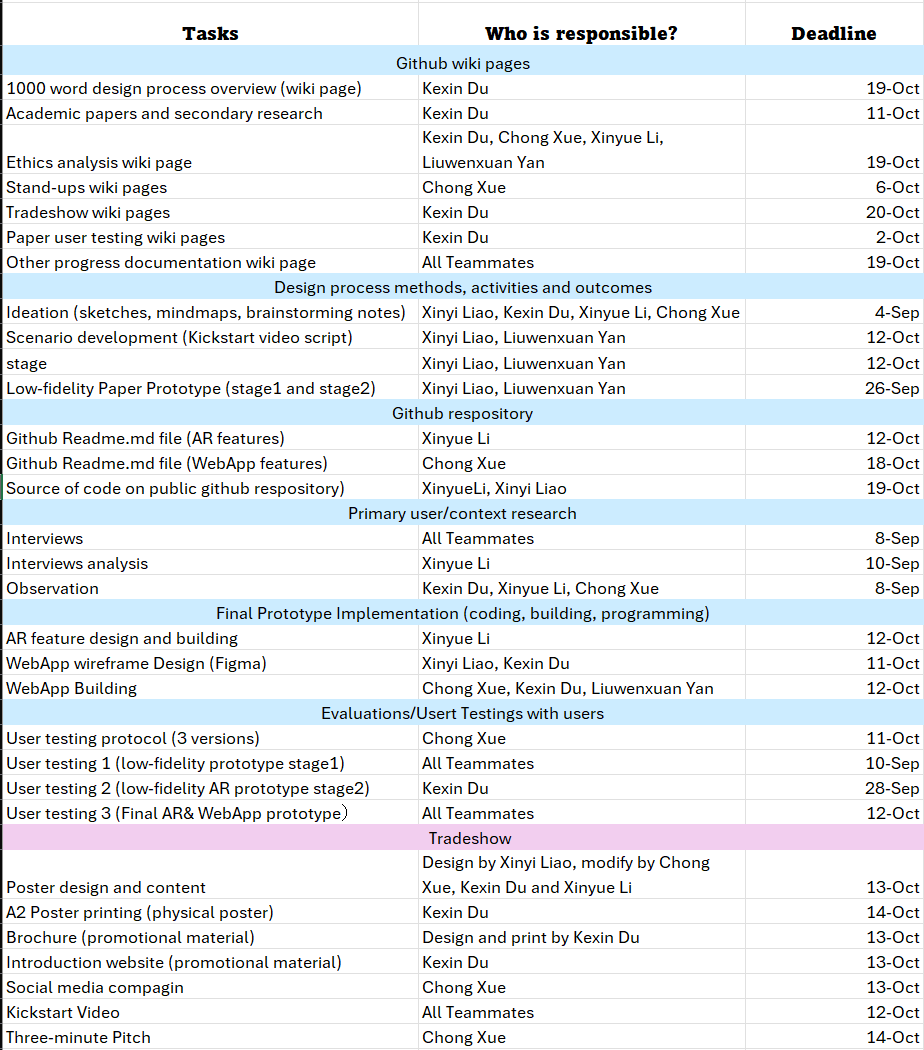 Tasks Who is responsible? Deadline
Github wiki pages
1000 word design process overview (wiki page) Kexin Du 19-Oct
Academic papers and secondary research Kexin Du 11-Oct
Kexin Du, Chong Xue, Xinyue Li,
Ethics analysis wiki page Liuwenxuan Yan 19-Oct
Stand-ups wiki pages Chong Xue 6-Oct
Tradeshow wiki pages Kexin Du 20-Oct
Paper user testing wiki pages Kexin Du 2-Oct
Other progress documentation wiki page All Teammates 19-Oct
Design process methods, activities and outcomes
Ideation (sketches, mindmaps, brainstorming notes) Xinyi Liao, Kexin Du, Xinyue Li, Chong Xue 4-Sep
Scenario development (Kickstart video script) Xinyi Liao, Liuwenxuan Yan 12-Oct
stage Xinyi Liao, Liuwenxuan Yan 12-Oct
Low-fidelity Paper Prototype (stage1 and stage2) Xinyi Liao, Liuwenxuan Yan 26-Sep
Github respository
Github Readme.md file (AR features) Xinyue Li 12-Oct
Github Readme.md file (WebApp features) Chong Xue 18-Oct
Source of code on public github respository) XinyueLi, Xinyi Liao 19-Oct
Primary user/context research
Interviews All Teammates 8-Sep
Interviews analysis Xinyue Li 10-Sep
Observation Kexin Du, Xinyue Li, Chong Xue 8-Sep
Final Prototype Implementation (coding, building, programming)
AR feature design and building Xinyue Li 12-Oct
WebApp wireframe Design (Figma) Xinyi Liao, Kexin Du 11-Oct
WebApp Building Chong Xue, Kexin Du, Liuwenxuan Yan 12-Oct
Evaluations/Usert Testings with users
User testing protocol (3 versions) Chong Xue 11-Oct
User testing 1 (low-fidelity prototype stage1) All Teammates 10-Sep
User testing 2 (low-fidelity AR prototype stage2) Kexin Du 28-Sep
User testing 3 (Final AR& WebApp prototype） All Teammates 12-Oct
Tradeshow
Design by Xinyi Liao, modify by Chong
Poster design and content Xue, Kexin Du and Xinyue Li 13-Oct
A2 Poster printing (physical poster) Kexin Du 14-Oct
Brochure (promotional material) Design and print by Kexin Du 13-Oct
Introduction website (promotional material) Kexin Du 13-Oct
Social media compagin Chong Xue 13-Oct
Kickstart Video All Teammates 12-Oct
Three-minute Pitch Chong Xue 14-Oct